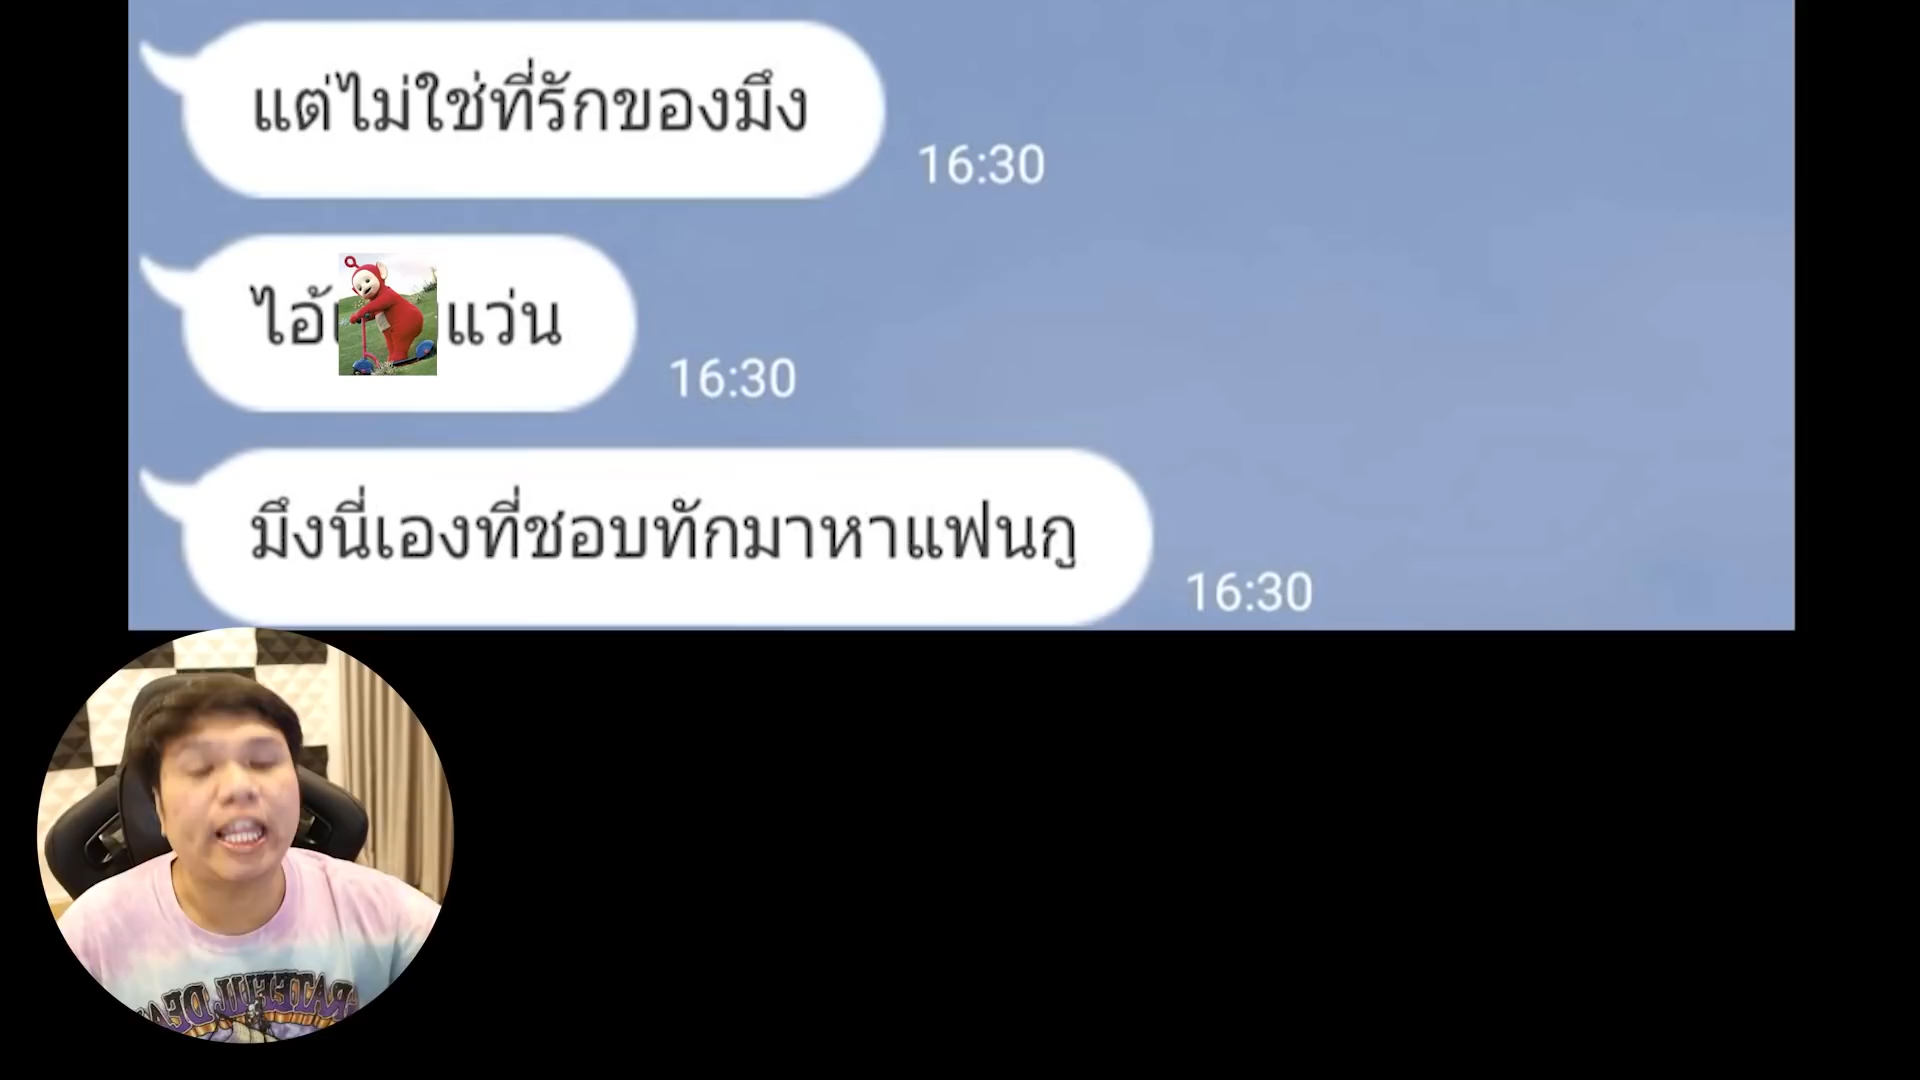 แต่ไม่ใช่ที่รักของมึง
16:30
ไอ้ แว่น
16:30
มึงนี่เองที่ชอบทักมาหาแฟนกู
16:30